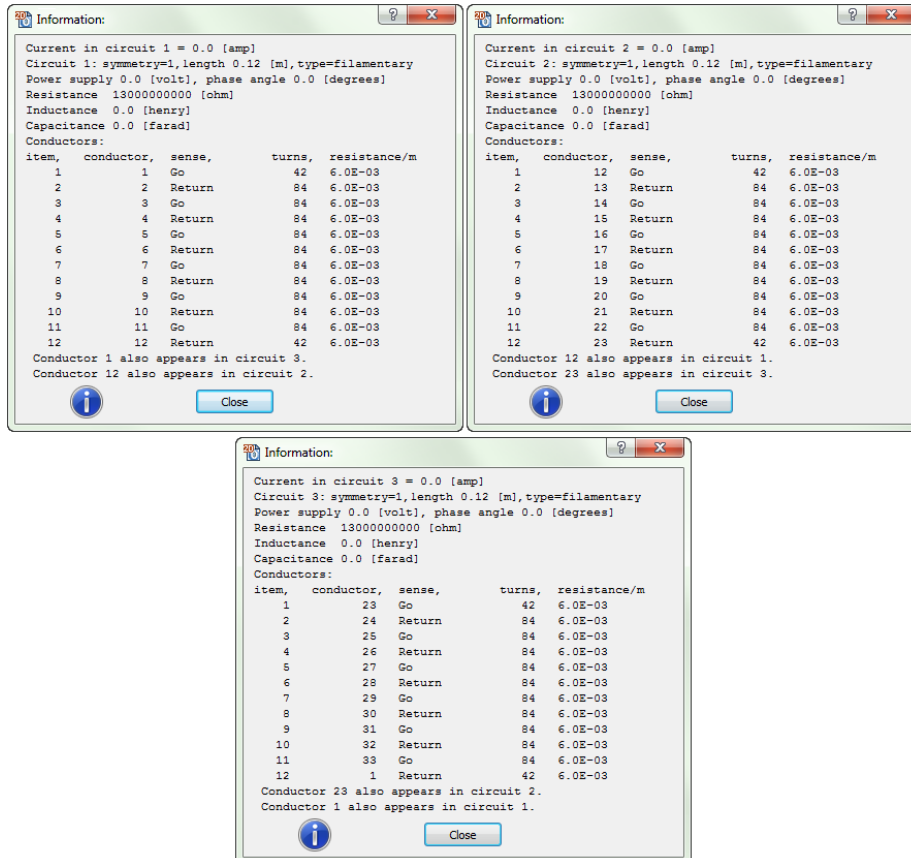 Information:
Current in circuit 1 = 0.0 [amp]
Circuit 1: symmetry=1,length 0.12 [m],type=filamentary
Power supply 0.0 [volt], phase angle 0.0 [degrees]
Resistance 13000000000 [ohm]
Inductance 0.0 [henry]
Capacitance 0.0 [farad]
Conductors:
item, conductor, sense, turns, resistance/m
1 1 Go 42 6.0E-03
2 2 Return 84 6.0E-03
3 3 Go 84 6.0E-03
4 4 Return 84 6.0E-03
5 5 Go 84 6.0E-03
6 6 Return 84 6.0E-03
7 7 Go 84 6.0E-03
8 8 Return 84 6.0E-03
9 9 Go 84 6.0E-03
10 10 Return 84 6.0E-03
11 11 Go 84 6.0E-03
12 12 Return 42 6.0E-03
Conductor 1 also appears in circuit 3.
Conductor 12 also appears in circuit 2.
Close
Information:
Current in circuit 2 = 0.0 [amp]
Circuit 2: symmetry=1,length 0.12 [m],type=filamentary
Power supply 0.0 [volt], phase angle 0.0 [degrees]
Resistance 13000000000 [ohm]
Inductance 0.0 [henry]
Capacitance 0.0 [farad]
Conductors:
item, conductor, sense, turns, resistance/m
1 12 Go 42 6.0E-03
2 13 Return 84 6.0E-03
3 14 Go 84 6.0E-03
4 15 Return 84 6.0E-03
5 16 Go 84 6.0E-03
6 17 Return 84 6.0E-03
7 18 Go 84 6.0E-03
8 19 Return 84 6.0E-03
9 20 Go 84 6.0E-03
10 21 Return 84 6.0E-03
11 22 Go 84 6.0E-03
12 23 Return 42 6.0E-03
Conductor 12 also appears in circuit 1.
Conductor 23 also appears in circuit 3.
Close
Information:
Current in circuit 3 = 0.0 [amp]
Circuit 3: symmetry=1,length 0.12 [m],type=filamentary
Power supply 0.0 [volt], phase angle 0.0 [degrees]
Resistance 13000000000 [ohm]
Inductance 0.0 [henry]
Capacitance 0.0 [farad]
Conductors:
item, conductor, sense, turns, resistance/m
1 23 Go 42 6.0E-03
2 24 Return 84 6.0E-03
3 25 Go 84 6.0E-03
4 26 Return 84 6.0E-03
5 27 Go 84 6.0E-03
6 28 Return 84 6.0E-03
7 29 Go 84 6.0E-03
8 30 Return 84 6.0E-03
9 31 Go 84 6.0E-03
10 32 Return 84 6.0E-03
11 33 Go 84 6.0E-03
12 1 Return 42 6.0E-03
Conductor 23 also appears in circuit 2.
Conductor 1 also appears in circuit 1.
Close